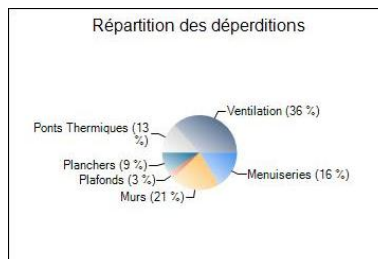 Répartition des déperditions
Ventilation (36 %)
Ponts Thermiques (13
%)
Planchers (9 %)
Plafonds (3 %)
Menuiseries (16 %)
Murs (21 %)